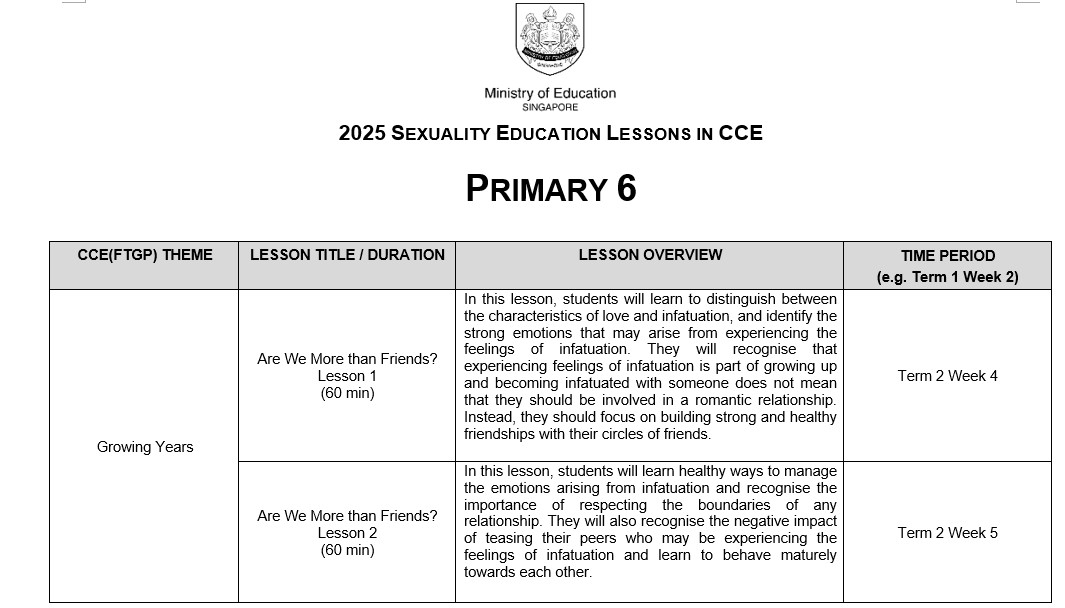 Ministry of Education
SINGAPORE
2025 SEXUALITY EDUCATION LESSONS IN CCE
PRIMARY 6
CCE(FTGP) THEME
LESSON TITLE / DURATION
LESSON OVERVIEW
TIME PERIOD
(e.g. Term 1 Week 2)
Growing Years
Are We More than Friends?
Lesson 1
(60 min)
In this lesson, students will learn to distinguish between
the characteristics of love and infatuation, and identify the
strong emotions that may arise from experiencing the
feelings of infatuation. They will recognise that
experiencing feelings of infatuation is part of growing up
and becoming infatuated with someone does not mean
that they should be involved in a romantic relationship.
Instead, they should focus on building strong and healthy
friendships with their circles of friends.
Term 2 Week 4
Are We More than Friends?
Lesson 2
(60 min)
In this lesson, students will learn healthy ways to manage
the emotions arising from infatuation and recognise the
importance of respecting the boundaries of any
relationship. They will also recognise the negative impact
of teasing their peers who may be experiencing the
feelings of infatuation and learn to behave maturely
towards each other.
Term 2 Week 5